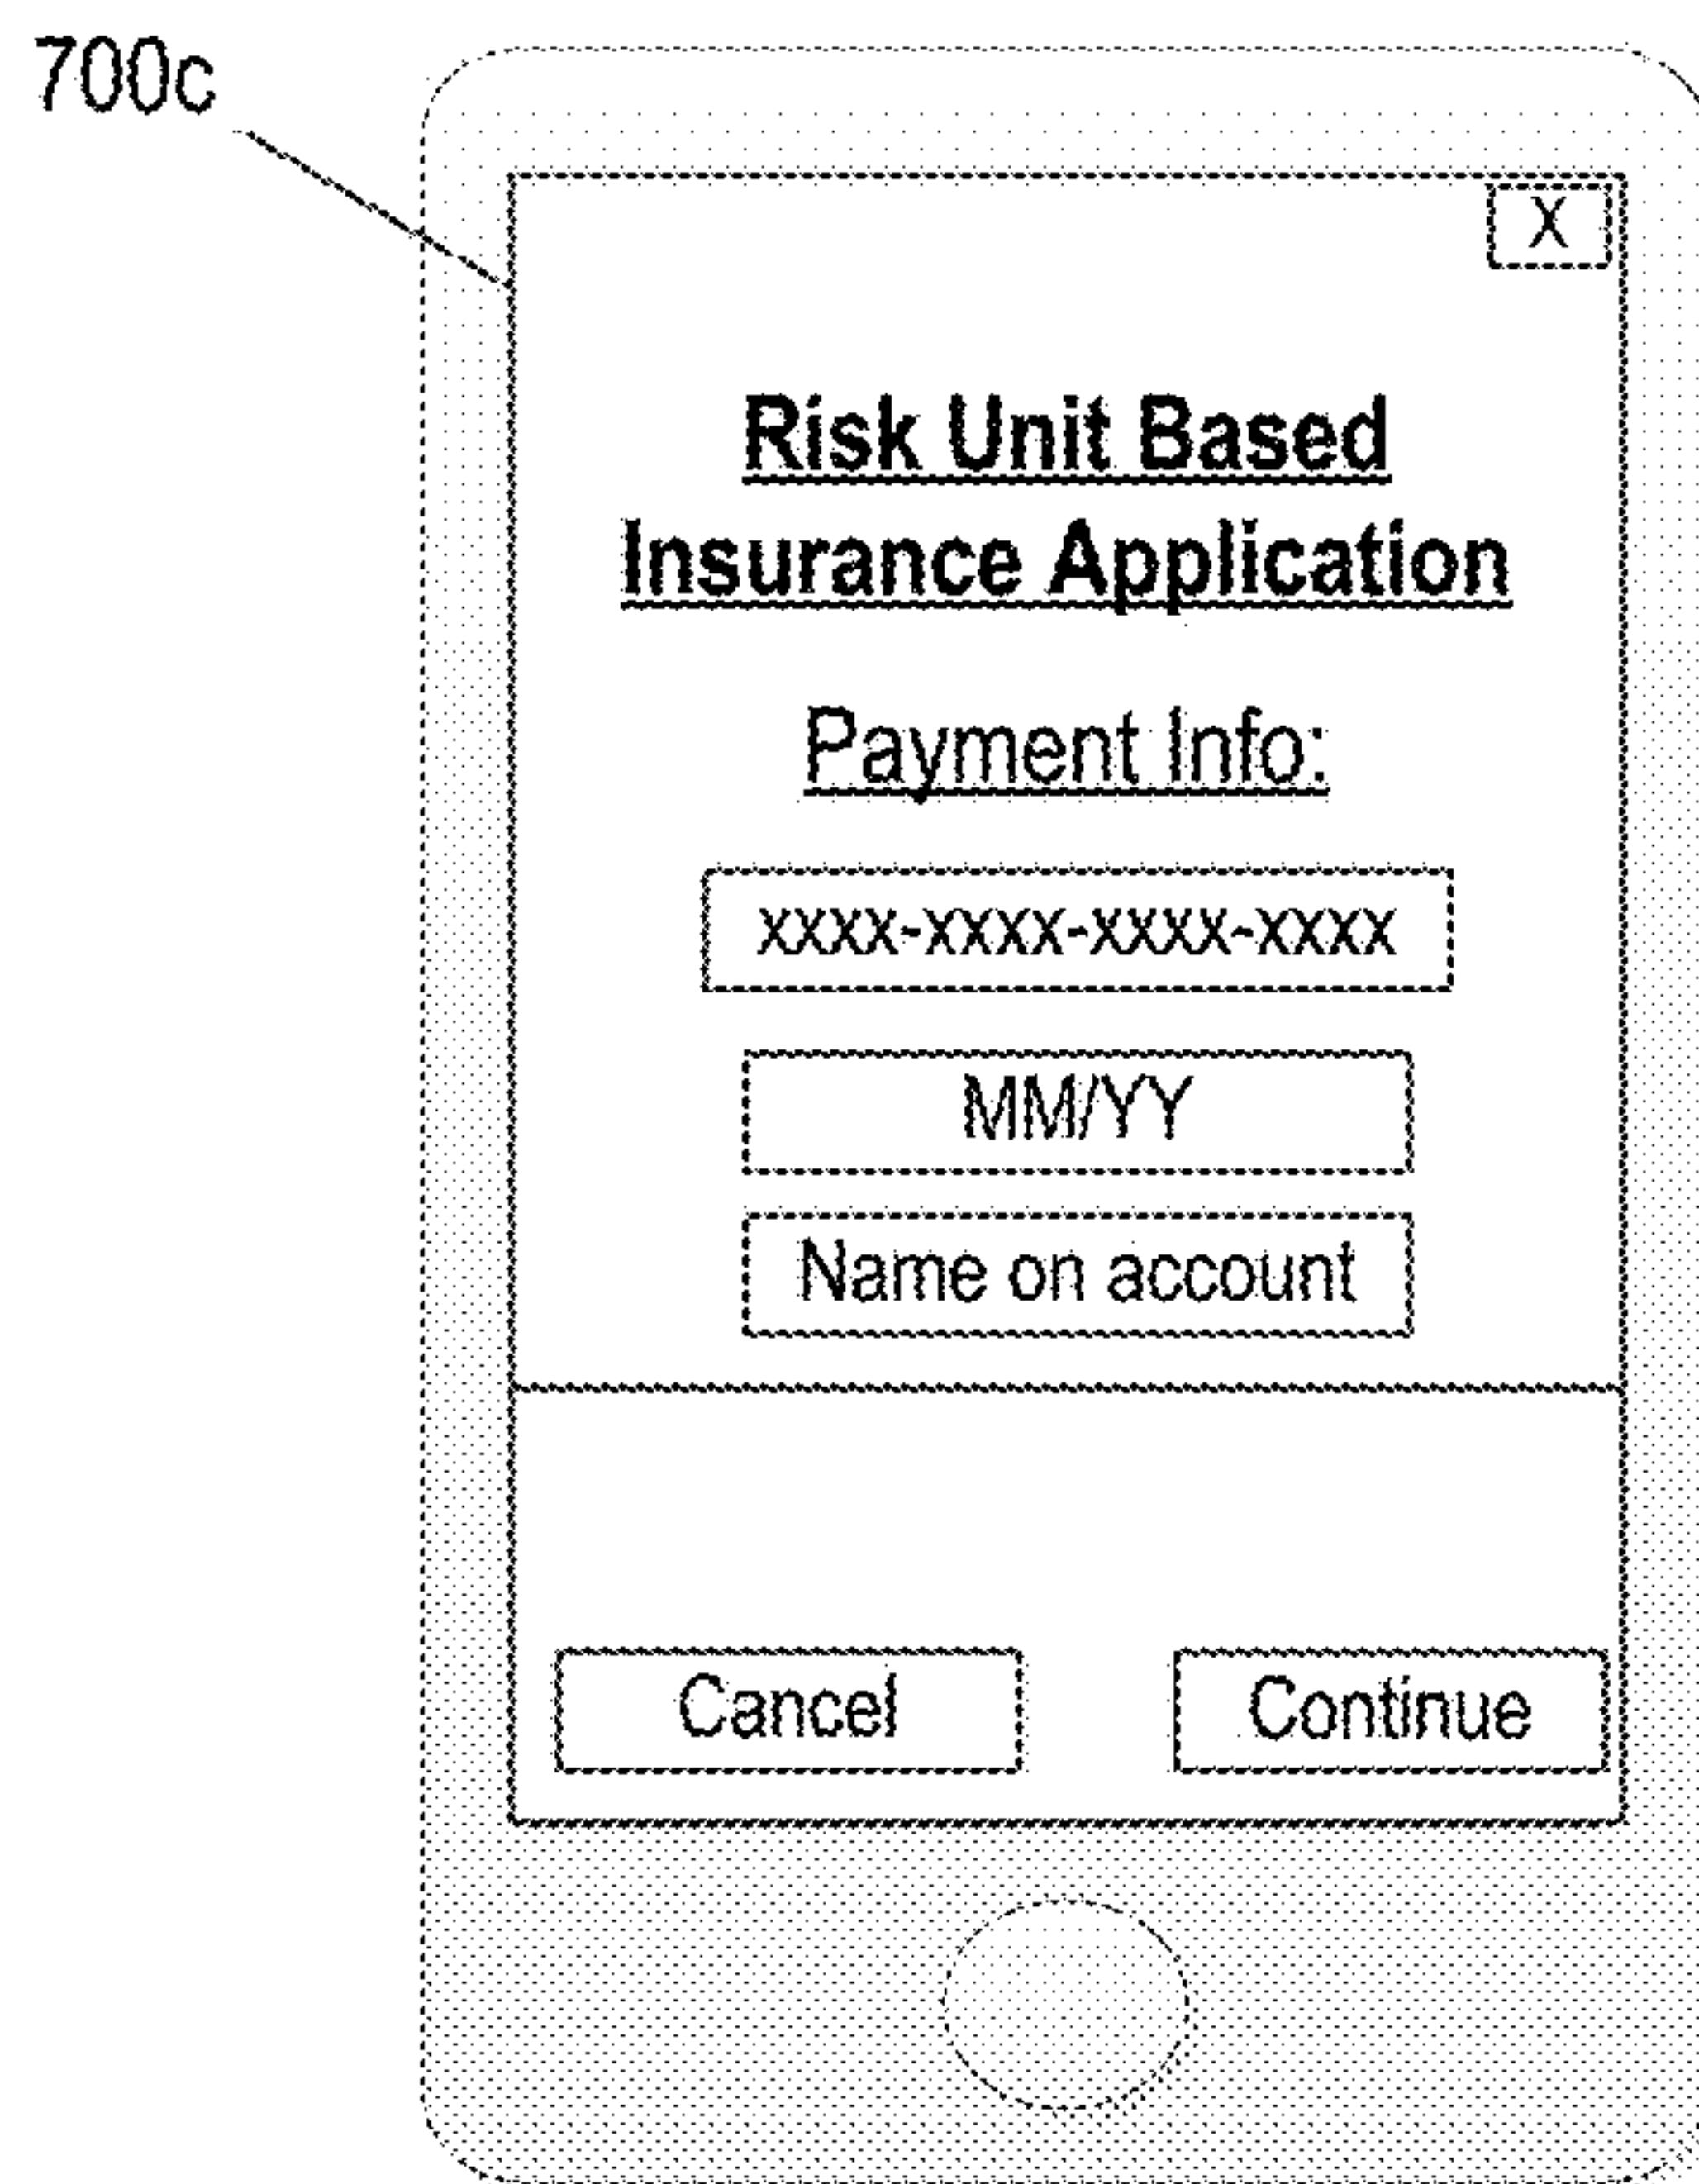 700c
X
Risk Unit Based
Insurance Application
Payment Info:
XXXX-XXXX-XXXX-XXXX
MM/YY
Name on account
Cancel
Continue